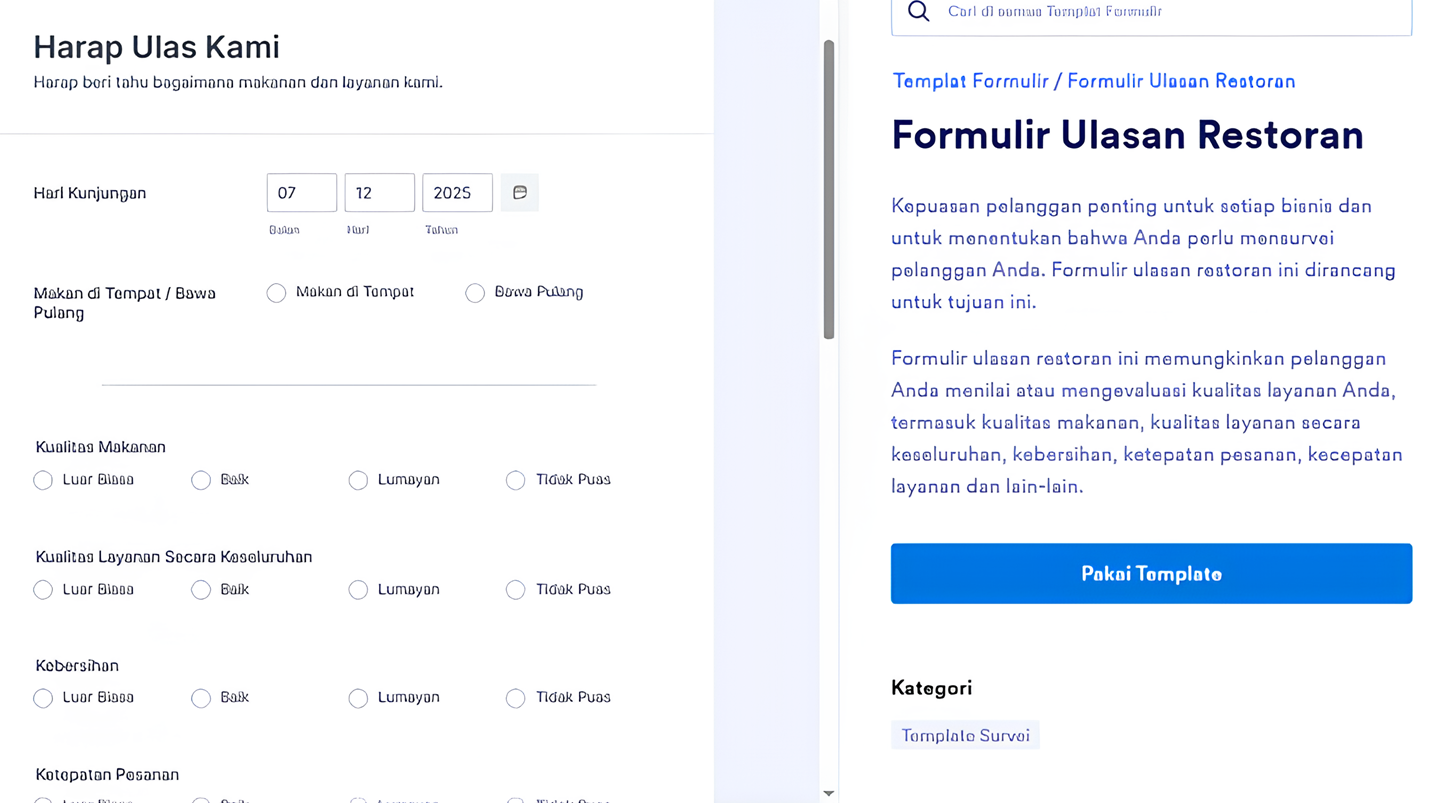 Harap Ulas Kami
Harap beri tahu bagaimana makanan dan layanan kami.
Hari Kunjungan
07 12 2025
Bulan Hari Tahun
Makan di Tempat / Bawa
Pulang
Makan di Tempat Bawa Pulang
Kualitas Makanan
Luar Biasa Baik Lumayan Tidak Puas
Kualitas Layanan Secara Keseluruhan
Luar Biasa Baik Lumayan Tidak Puas
Kebersihan
Luar Biasa Baik Lumayan Tidak Puas
Ketepatan Pesanan
Cari di semua Templat Formulir
Templat Formulir / Formulir Ulasan Restoran
Formulir Ulasan Restoran
Kepuasan pelanggan penting untuk setiap bisnis dan
untuk menentukan bahwa Anda perlu mensurvei
pelanggan Anda. Formulir ulasan restoran ini dirancang
untuk tujuan ini.
Formulir ulasan restoran ini memungkinkan pelanggan
Anda menilai atau mengevaluasi kualitas layanan Anda,
termasuk kualitas makanan, kualitas layanan secara
keseluruhan, kebersihan, ketepatan pesanan, kecepatan
layanan dan lain-lain.
Pakai Template
Kategori
Template Survei